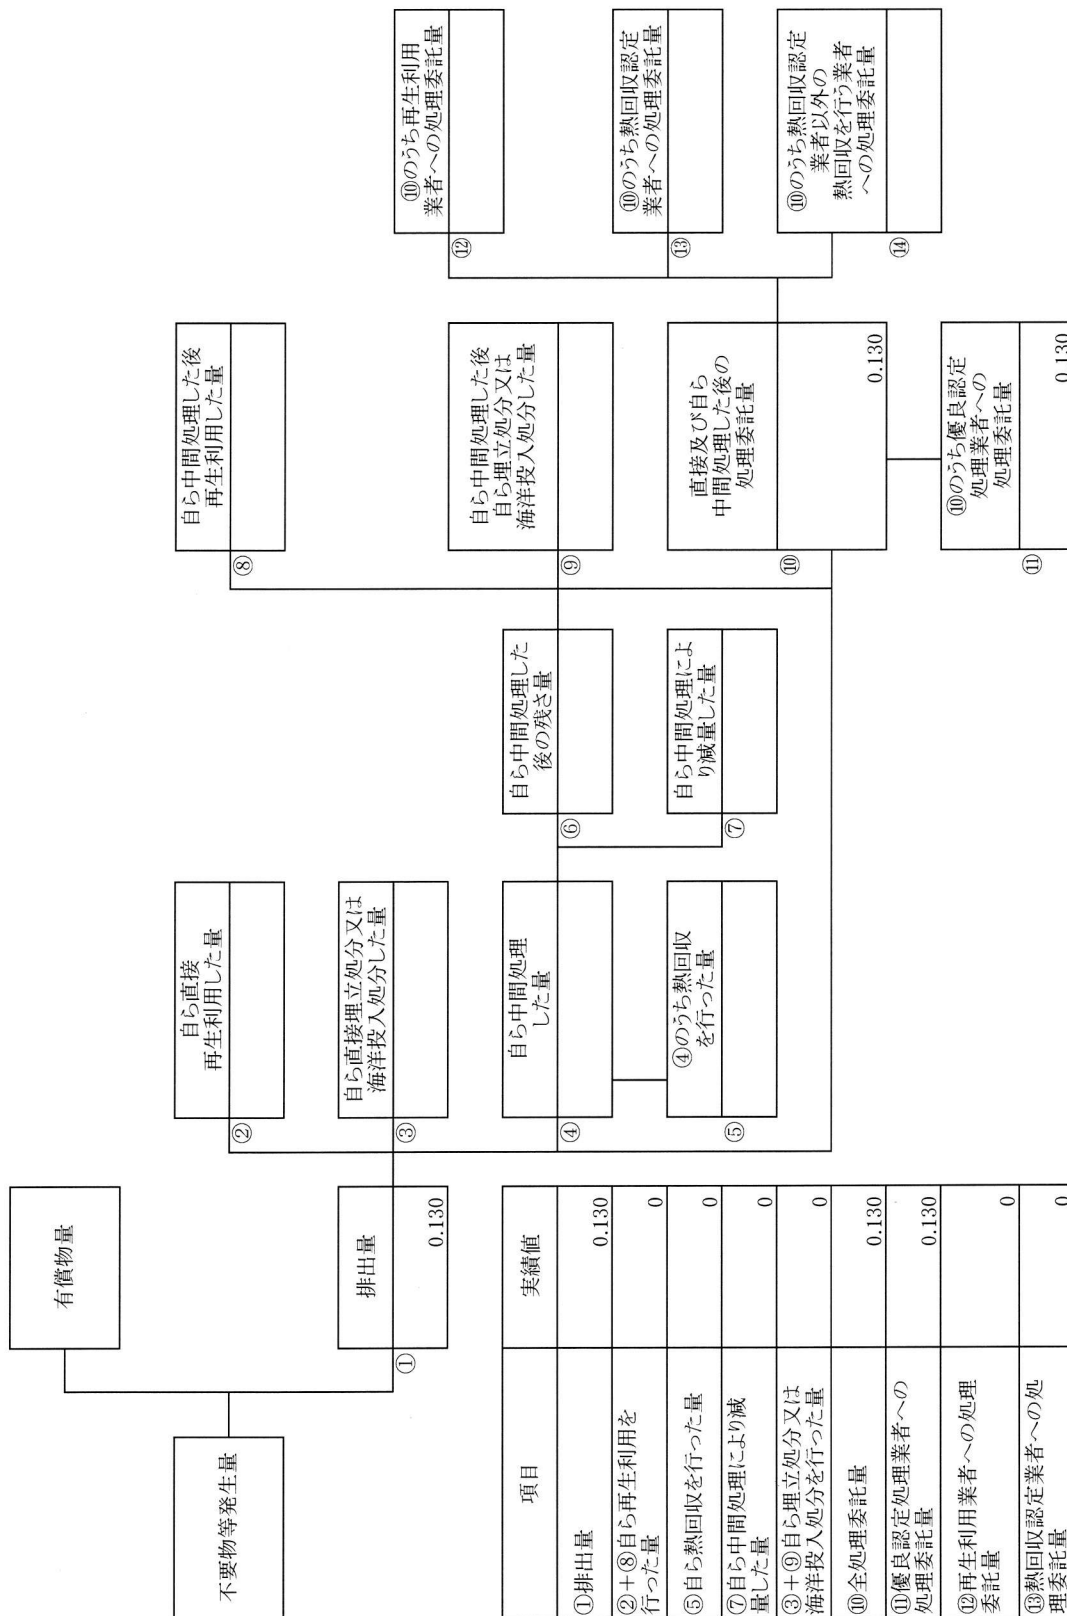 不要物等発生量
有償物量
排出量
①
0.130
②
自ら直接
再生利用した量
③
自ら直接埋立処分又は
海洋投入処分した量
④
自ら中間処理
した量
⑤
④のうち熱回収
を行った量
⑥
自ら中間処理した
後の残さ量
⑦
自ら中間処理によ
り減量した量
⑧
自ら中間処理した後
再生利用した量
⑨
自ら中間処理した後
自ら埋立処分又は
海洋投入処分した量
⑩
直接及び自ら
中間処理した後の
処理委託量
0.130
⑪
⑩のうち優良認定
処理業者への
処理委託量
0.130
⑫
⑩のうち再生利用
業者への処理委託量
⑬
⑩のうち熱回収認定
業者への処理委託量
⑭
⑩のうち熱回収認定
業者以外の
熱回収を行う業者
への処理委託量
項目 実績値
①排出量 0.130
②+⑧自ら再生利用を
行った量 0
⑤自ら熱回収を行った量 0
⑦自ら中間処理により減
量した量 0
③+⑨自ら埋立処分又は
海洋投入処分を行った量 0
⑩全処理委託量 0.130
⑪優良認定処理業者への
処理委託量 0.130
⑫再生利用業者への処理
委託量 0
⑬熱回収認定業者への処
理委託量 0